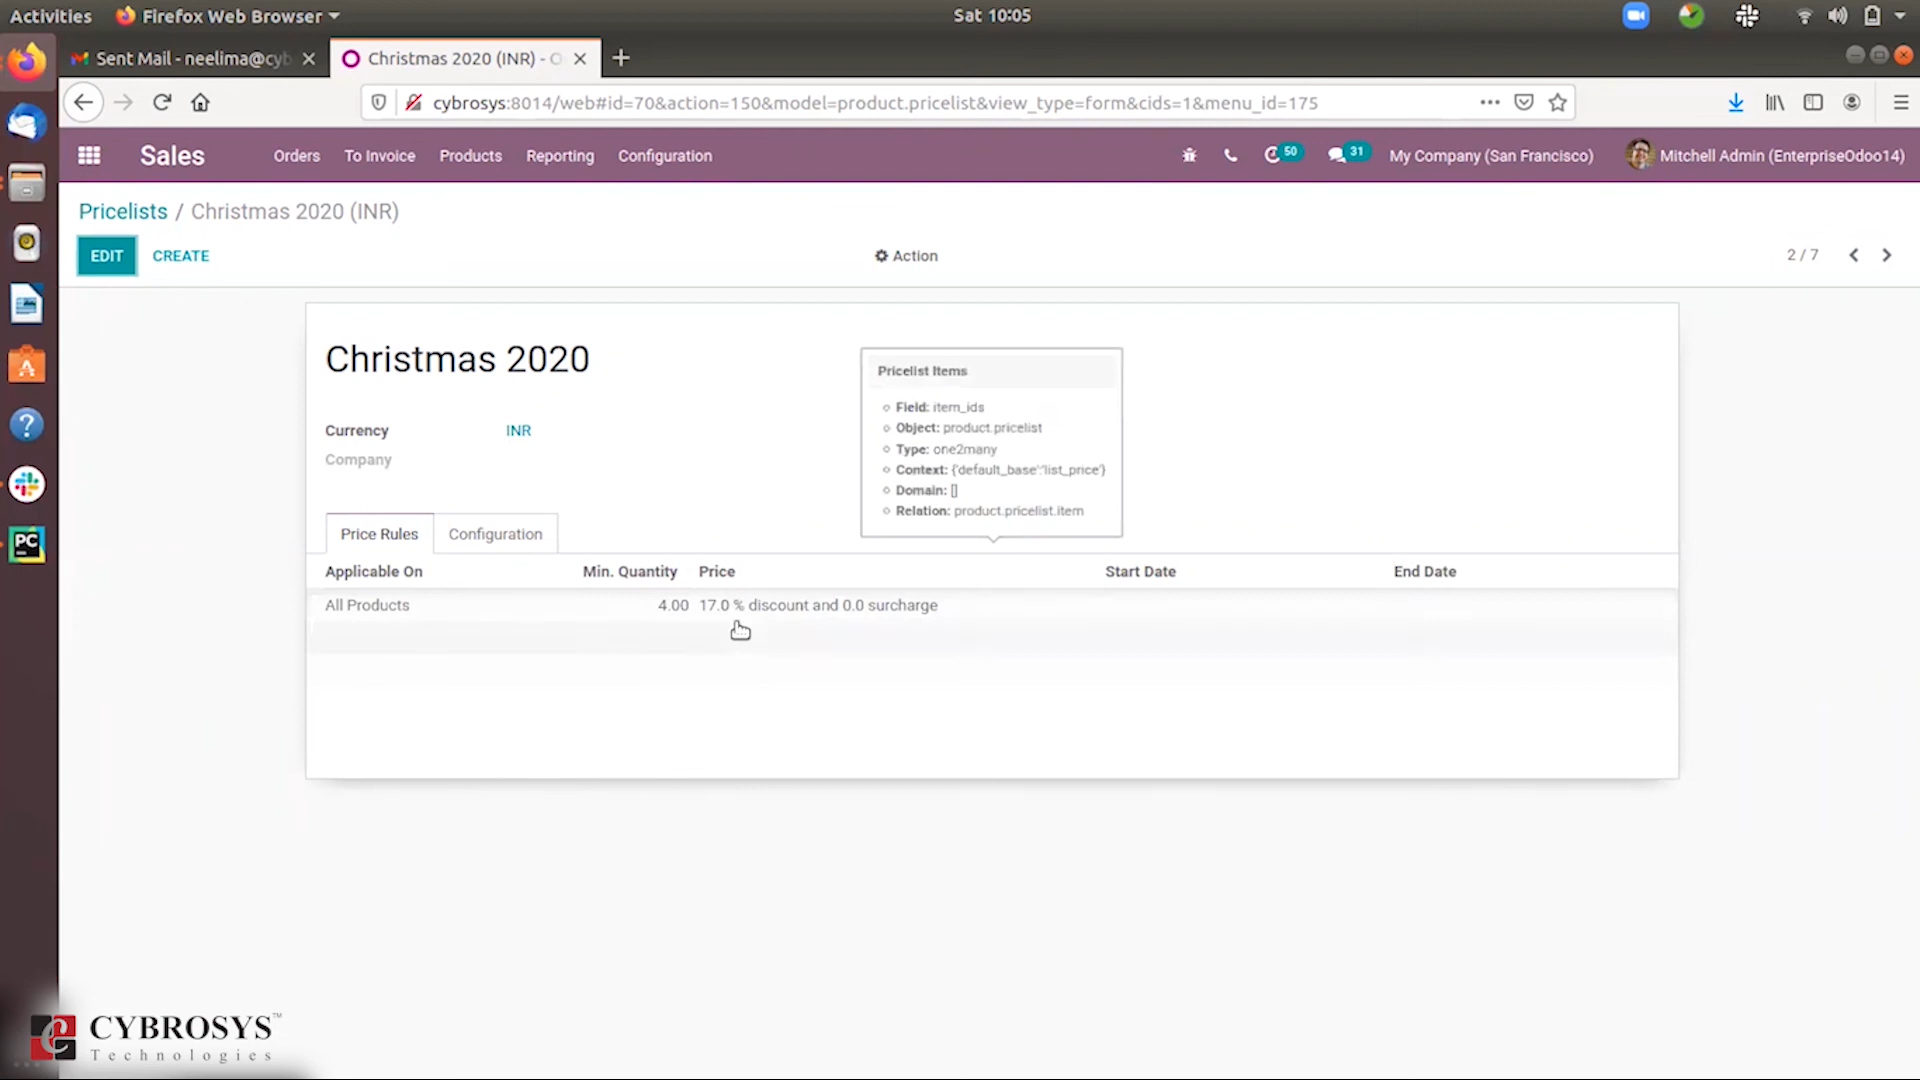 Activities Firefox Web Browser Sat 10:05
Sent Mail - neelima@cyb Christmas 2020 (INR) - O
cybrosys:8014/web#id=70&action=150&model=product.pricelist&view_type=form&cids=1&menu_id=175
Sales Orders To Invoice Products Reporting Configuration 50 31 My Company (San Francisco) Mitchell Admin (EnterpriseOdoo14)
Pricelists / Christmas 2020 (INR)
EDIT CREATE Action 2 / 7
Christmas 2020
Pricelist Items
Field: item_ids
Object: product.pricelist
Type: one2many
Context: {'default_base':'list_price'}
Domain: []
Relation: product.pricelist.item
Currency INR
Company
Price Rules Configuration
Applicable On Min. Quantity Price Start Date End Date
All Products 4.00 17.0 % discount and 0.0 surcharge
PC
CYBROSYS™
Technologies